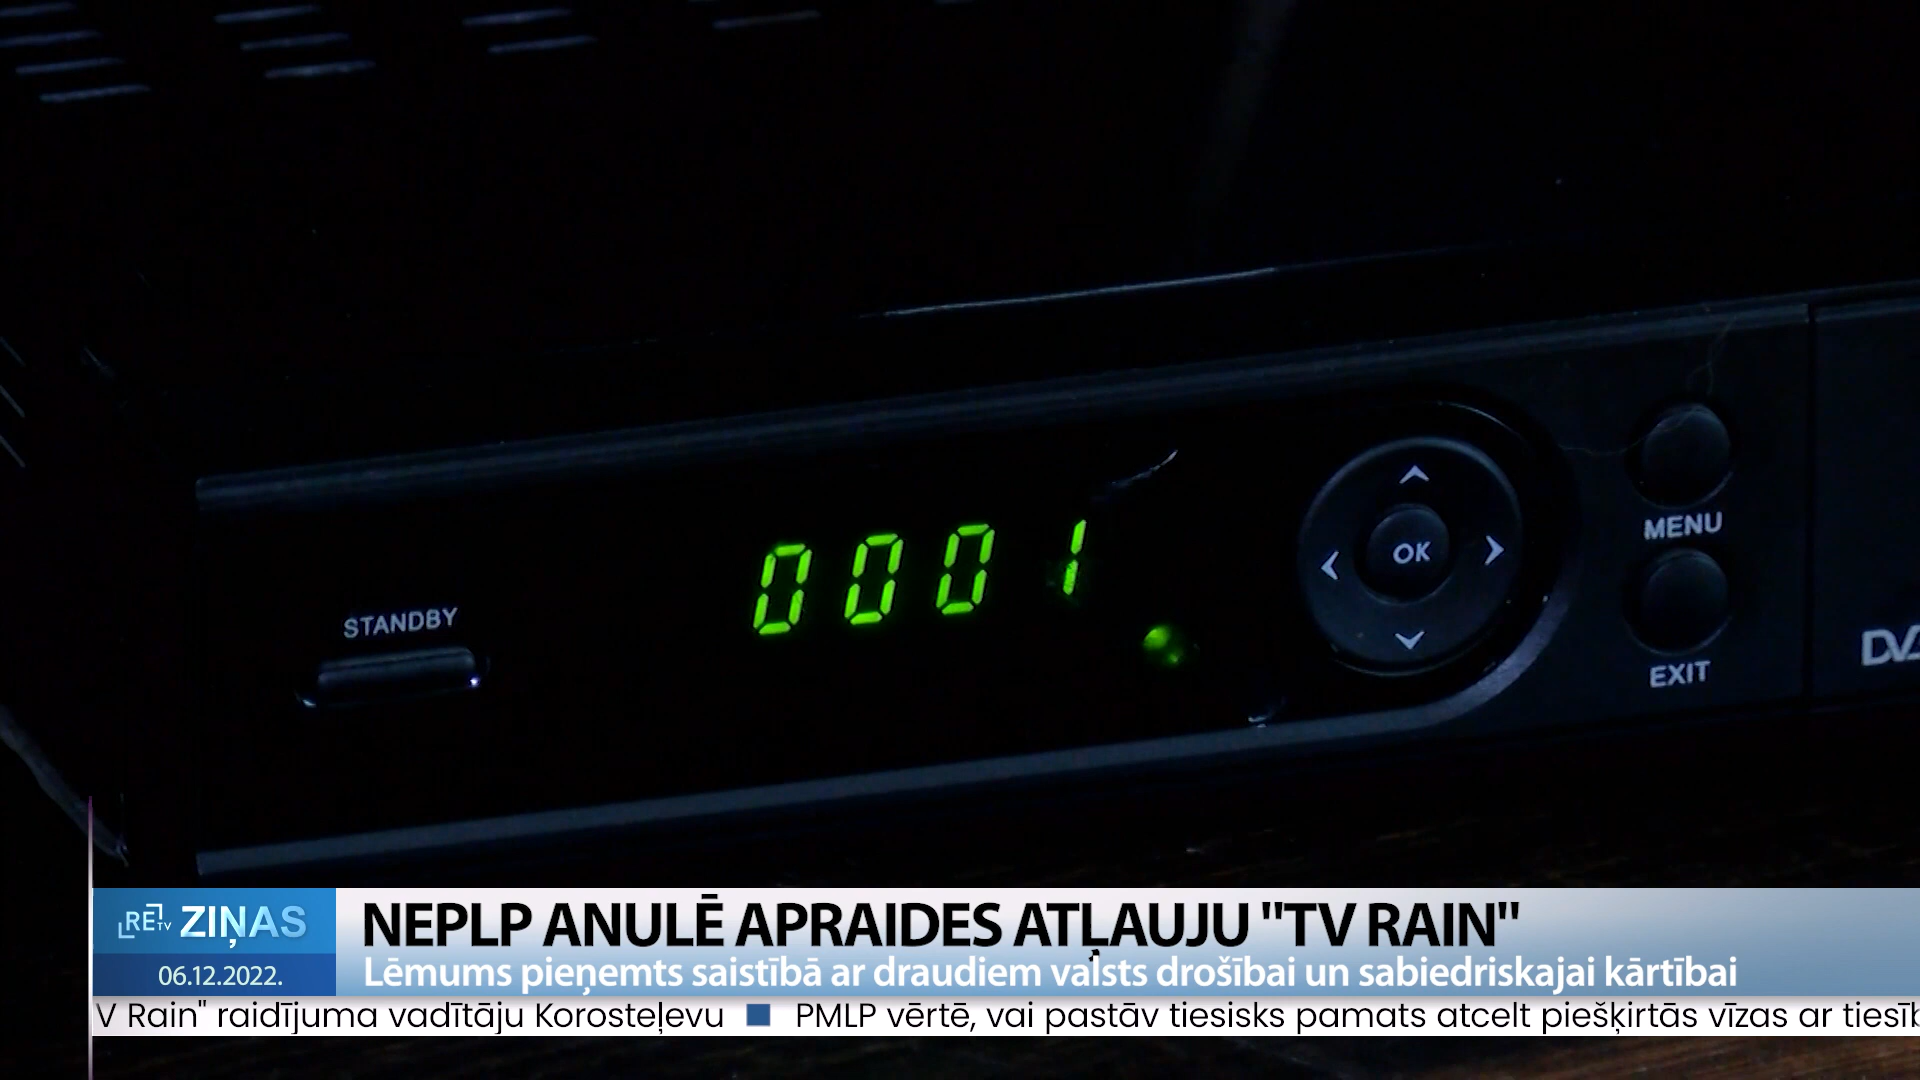 STANDBY
0001
OK
MENU
EXIT
RE TV ZIŅAS
06.12.2022.
NEPLP ANULĒ APRAIDES ATĻAUJU "TV RAIN"
Lēmums pieņemts saistībā ar draudiem valsts drošībai un sabiedriskajai kārtībai
V Rain" raidījuma vadītāju Korosteļevu ■ PMLP vērtē, vai pastāv tiesisks pamats atcelt piešķirtās vīzas ar